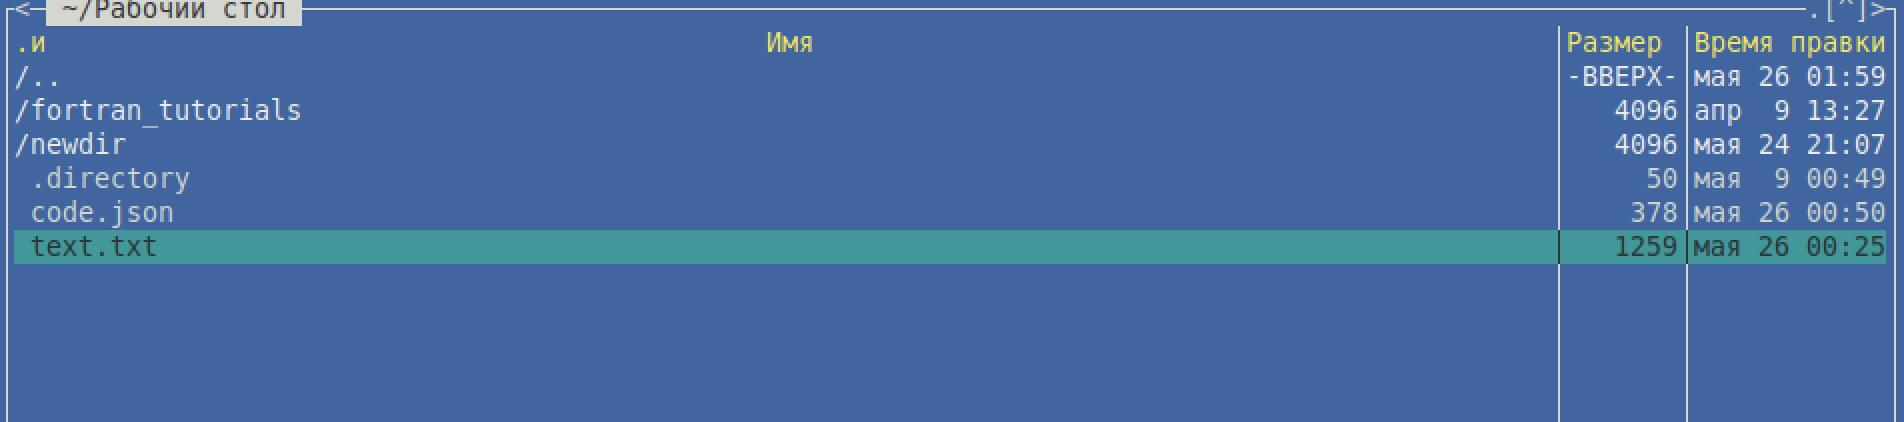 <- ~/Рабочий стол .[^]>
.и Имя Размер Время правки
/.. -ВВЕРХ- мая 26 01:59
/fortran_tutorials 4096 апр 9 13:27
/newdir 4096 мая 24 21:07
.directory 50 мая 9 00:49
code.json 378 мая 26 00:50
text.txt 1259 мая 26 00:25